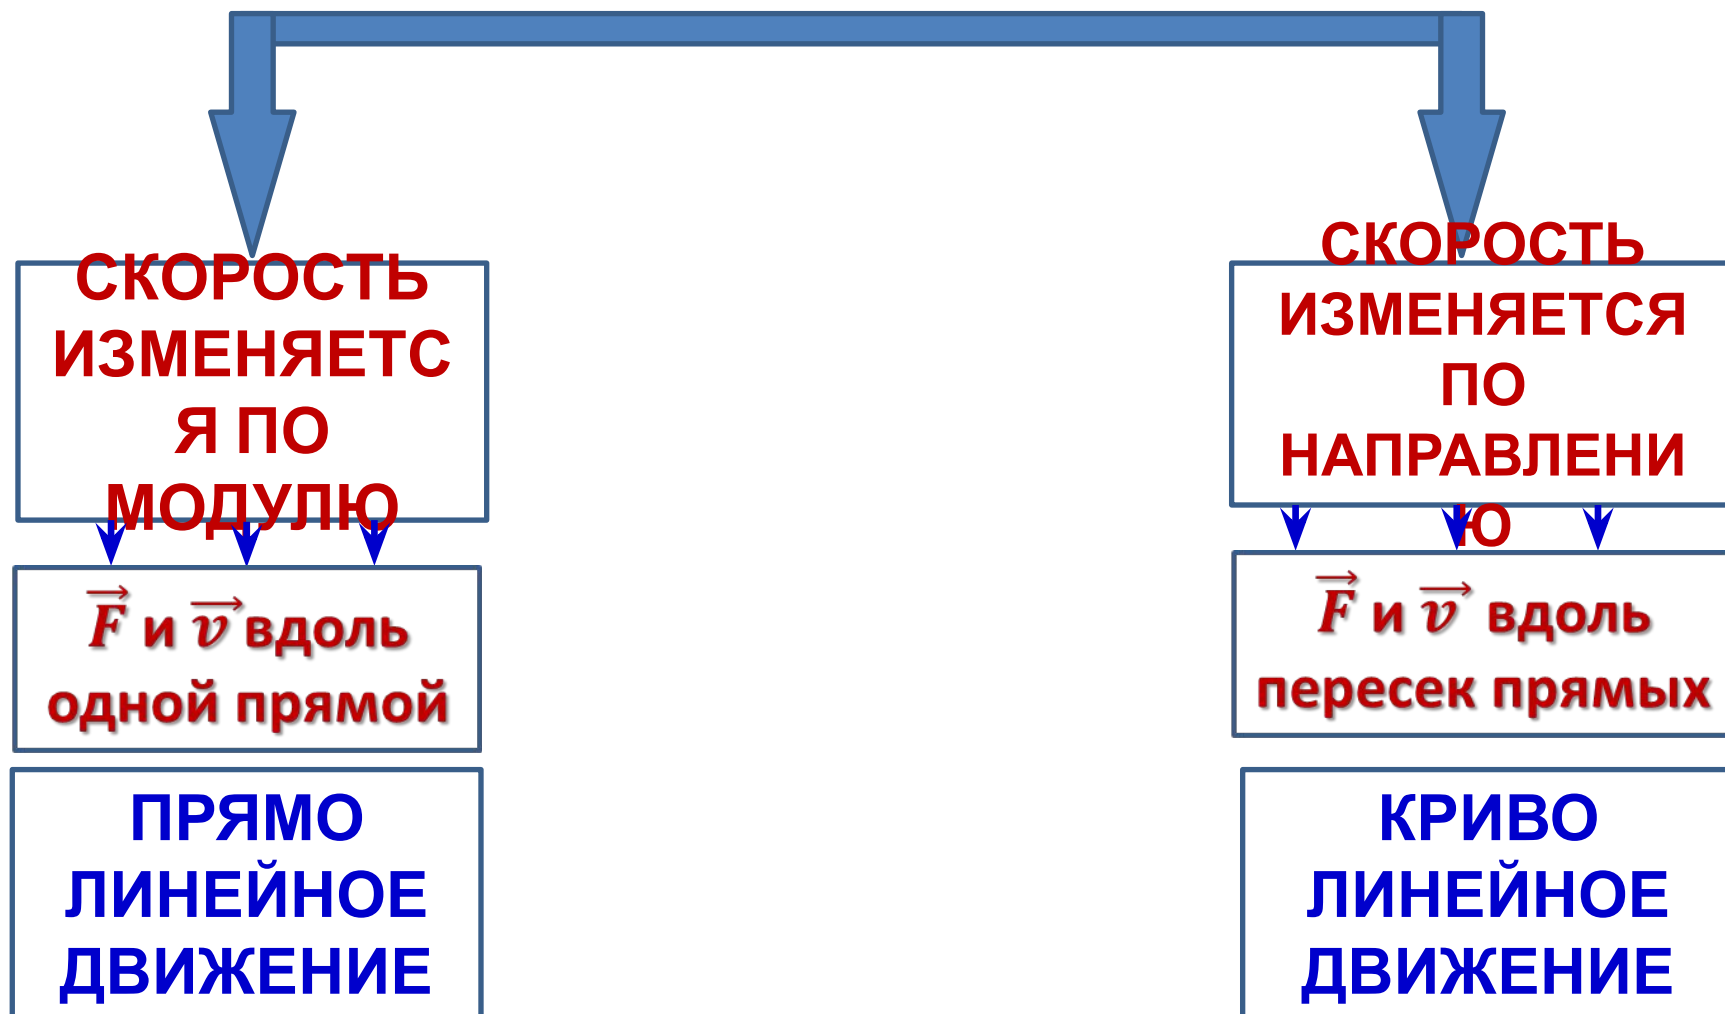 СКОРОСТЬ
ИЗМЕНЯЕТС
Я ПО
МОДУЛЮ
F и v вдоль
одной прямой
ПРЯМО
ЛИНЕЙНОЕ
ДВИЖЕНИЕ
СКОРОСТЬ
ИЗМЕНЯЕТСЯ
ПО
НАПРАВЛЕНИ
Ю
F и v вдоль
пересек прямых
КРИВО
ЛИНЕЙНОЕ
ДВИЖЕНИЕ